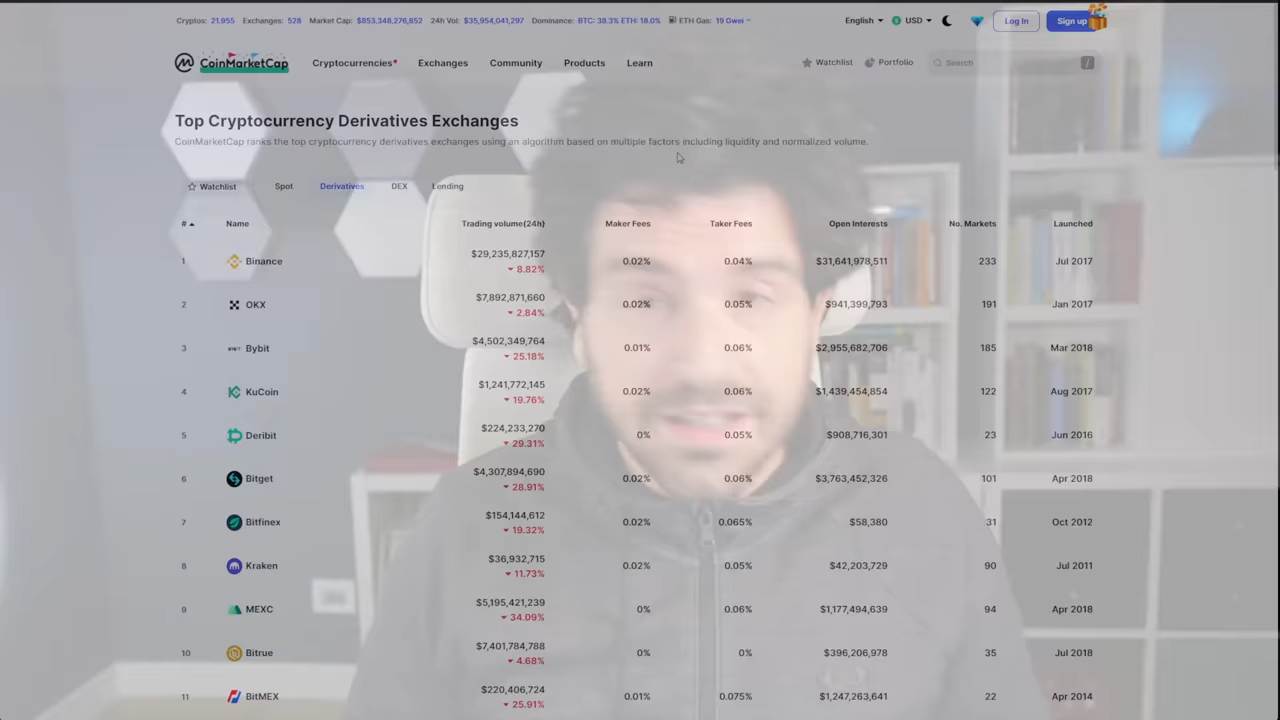 Cryptos: 21.955 Exchanges: 528 Market Cap: $853,348,276,852 24h Vol: $35,954,041,297 Dominance: BTC: 38.3% ETH: 18.0% ETH Gas: 19 Gwei English USD Log In Sign up
CoinMarketCap Cryptocurrencies Exchanges Community Products Learn Watchlist Portfolio Search /
Top Cryptocurrency Derivatives Exchanges
CoinMarketCap ranks the top cryptocurrency derivatives exchanges using an algorithm based on multiple factors including liquidity and normalized volume.
Watchlist Spot Derivatives DEX Lending
# Name Trading volume(24h) Maker Fees Taker Fees Open Interests No. Markets Launched
1 Binance $29,235,827,157 0.02% 0.04% $31,641,978,511 233 Jul 2017
8.82%
2 OKX $7,892,871,660 0.02% 0.05% $941,399,793 191 Jan 2017
2.84%
3 Bybit $4,502,349,764 0.01% 0.06% $2,955,682,706 185 Mar 2018
25.18%
4 KuCoin $1,241,772,145 0.02% 0.06% $1,439,454,854 122 Aug 2017
19.76%
5 Deribit $224,233,270 0% 0.05% $908,716,301 23 Jun 2016
29.31%
6 Bitget $4,307,894,690 0.02% 0.06% $3,763,452,326 101 Apr 2018
28.91%
7 Bitfinex $154,144,612 0.02% 0.065% $58,380 31 Oct 2012
19.32%
8 Kraken $36,932,715 0.02% 0.05% $42,203,729 90 Jul 2011
11.73%
9 MEXC $5,195,421,239 0% 0.06% $1,177,494,639 94 Apr 2018
34.09%
10 Bitrue $7,401,784,788 0% 0% $396,206,978 35 Jul 2018
4.68%
11 BitMEX $220,406,724 0.01% 0.075% $1,247,263,641 22 Apr 2014
25.91%